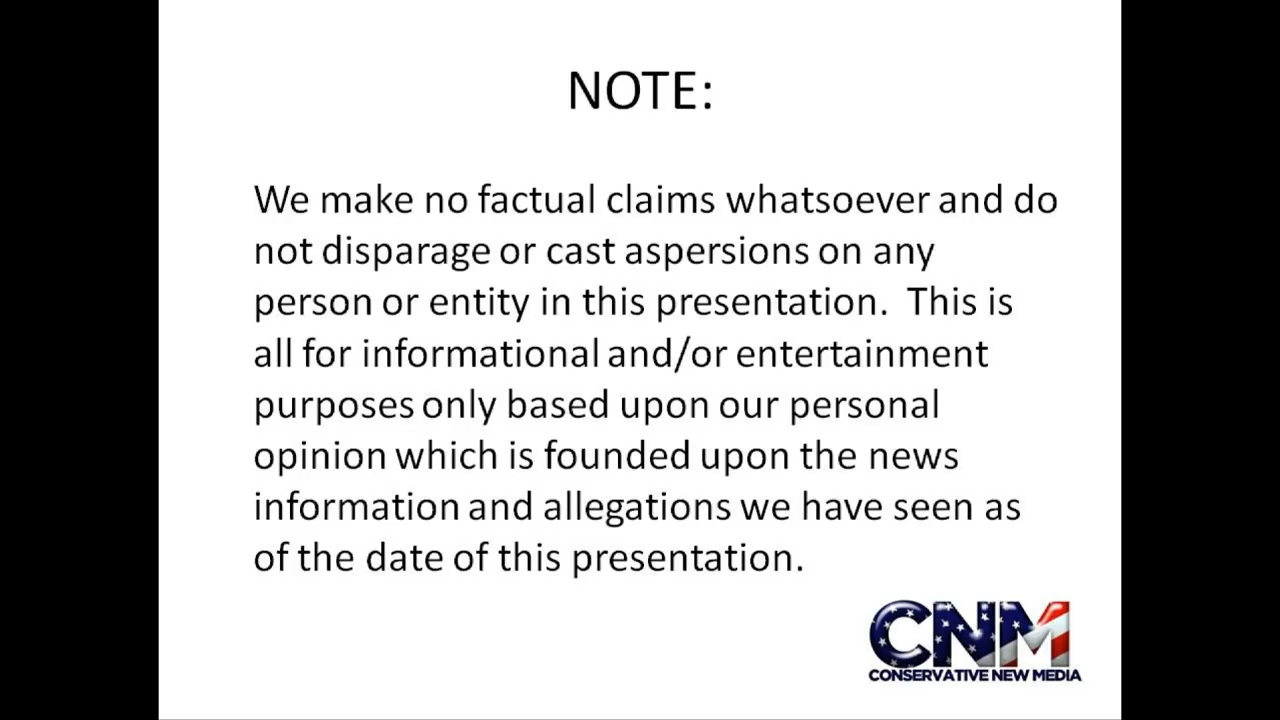 NOTE:
We make no factual claims whatsoever and do
not disparage or cast aspersions on any
person or entity in this presentation.  This is
all for informational and/or entertainment
purposes only based upon our personal
opinion which is founded upon the news
information and allegations we have seen as
of the date of this presentation.
CNM
CONSERVATIVE NEW MEDIA